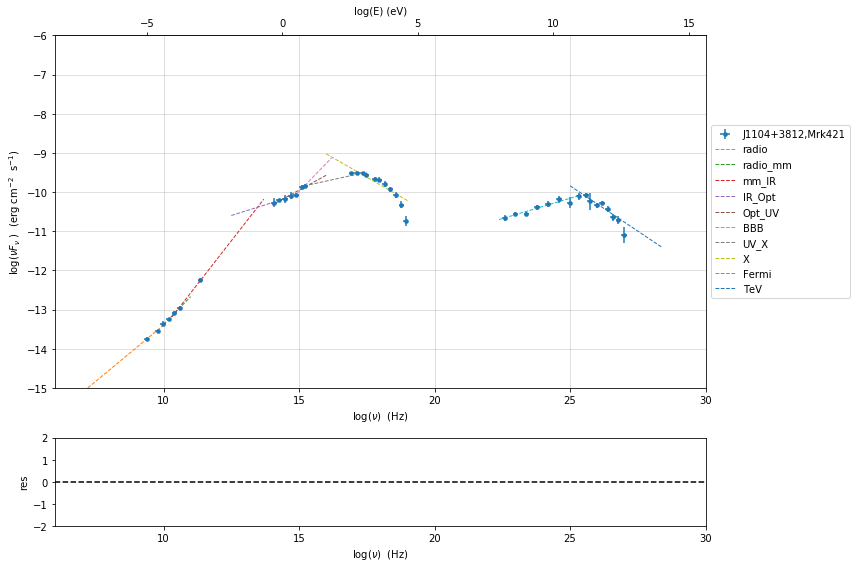 log(E) (eV)
−5 0 5 10 15
−6
−7
−8
−9
−10
−11
−12
−13
−14
−15
log(νFν ) (erg cm−2 s−1)
10 15 20 25 30
log(ν) (Hz)
J1104+3812,Mrk421
radio
radio_mm
mm_IR
IR_Opt
Opt_UV
BBB
UV_X
X
Fermi
TeV
2
1
0
−1
−2
res
10 15 20 25 30
log(ν) (Hz)